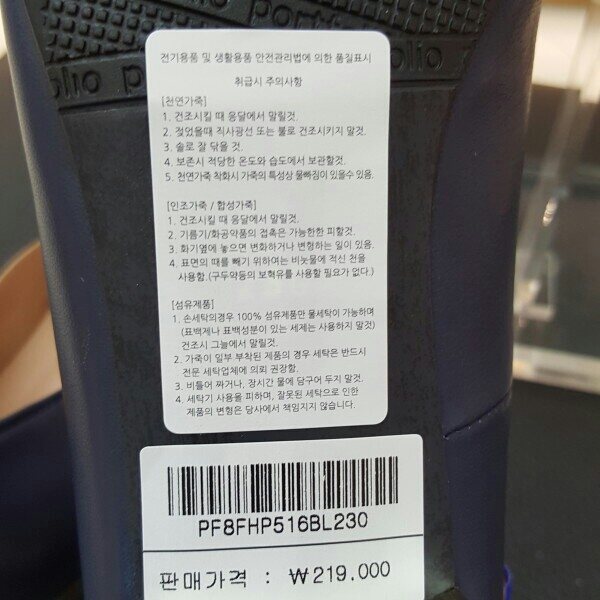 portfolio
folio po
전기용품 및 생활용품 안전관리법에 의한 품질표시
취급시 주의사항
[천연가죽]
1. 건조시킬 때 응달에서 말릴것.
2. 젖었을때 직사광선 또는 불로 건조시키지 말것.
3. 솔로 잘 닦을 것.
4. 보존시 적당한 온도와 습도에서 보관할것.
5. 천연가죽 착화시 가죽의 특성상 물빠짐이 있을수 있음.
[인조가죽 / 합성가죽]
1. 건조시킬 때 응달에서 말릴것.
2. 기름기/화공약품의 접촉은 가능한한 피할것.
3. 화기옆에 놓으면 변화하거나 변형하는 일이 있음.
4. 표면의 때를 빼기 위하여는 비눗물에 적신 천을
사용함.(구두약등의 보혁유를 사용할 필요가 없다.)
[섬유제품]
1. 손세탁의경우 100% 섬유제품만 물세탁이 가능하며
(표백제나 표백성분이 있는 세제는 사용하지 말것)
건조시 그늘에서 말릴것.
2. 가죽이 일부 부착된 제품의 경우 세탁은 반드시
전문 세탁업체에 의뢰 권장함.
3. 비틀어 짜거나, 장시간 물에 담구어 두지 말것.
4. 세탁기 사용을 피하며, 잘못된 세탁으로 인한
제품의 변형은 당사에서 책임지지 않습니다.
PF8FHP516BL230
판매가격 : ₩219.000